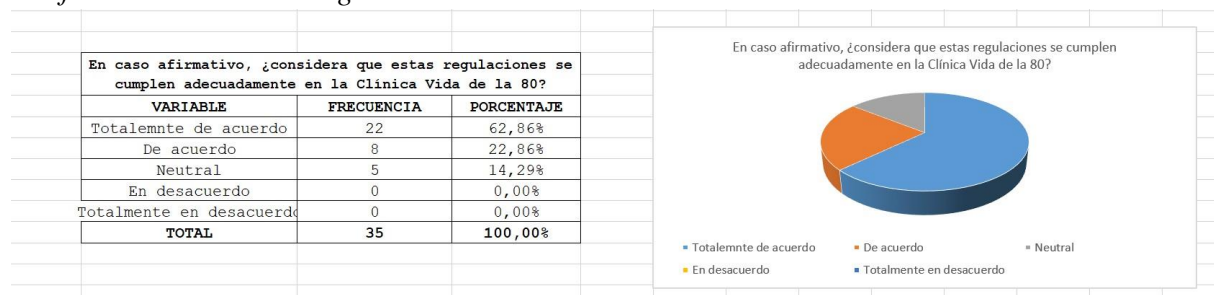 En caso afirmativo, ¿considera que estas regulaciones se
cumplen adecuadamente en la Clínica Vida de la 80?
VARIABLE FRECUENCIA PORCENTAJE
Totalemnte de acuerdo 22 62,86%
De acuerdo 8 22,86%
Neutral 5 14,29%
En desacuerdo 0 0,00%
Totalmente en desacuerdo 0 0,00%
TOTAL 35 100,00%
En caso afirmativo, ¿considera que estas regulaciones se cumplen
adecuadamente en la Clínica Vida de la 80?
Totalemnte de acuerdo De acuerdo Neutral
En desacuerdo Totalmente en desacuerdo